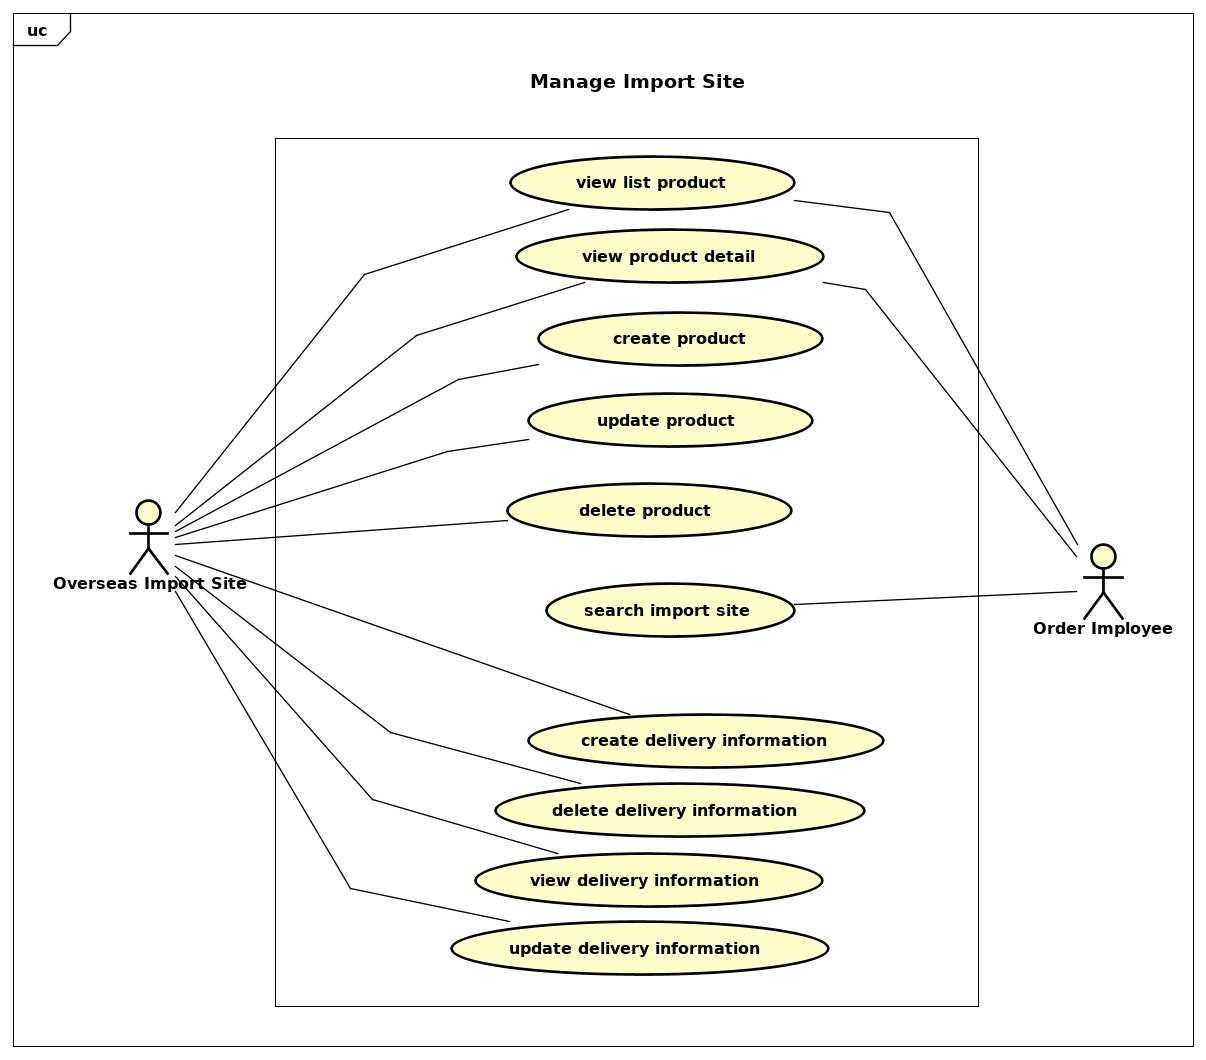 uc
Manage Import Site
view list product
view product detail
create product
update product
delete product
Overseas Import Site
search import site
Order Imployee
create delivery information
delete delivery information
view delivery information
update delivery information